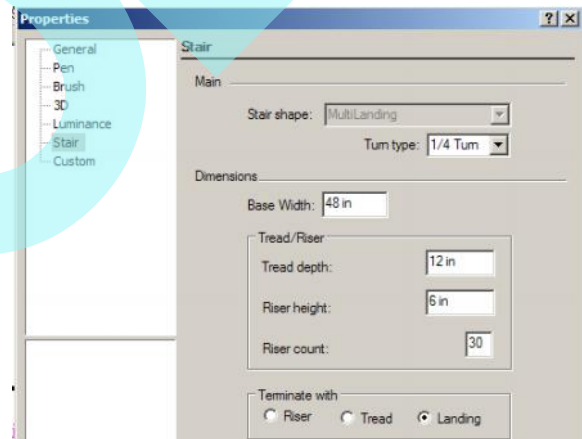 Properties
General
Pen
Brush
3D
Luminance
Stair
Custom
Stair
Main
Stair shape: MultiLanding
Turn type: 1/4 Turn
Dimensions
Base Width: 48 in
Tread/Riser
Tread depth: 12 in
Riser height: 6 in
Riser count: 30
Terminate with
Riser Tread Landing